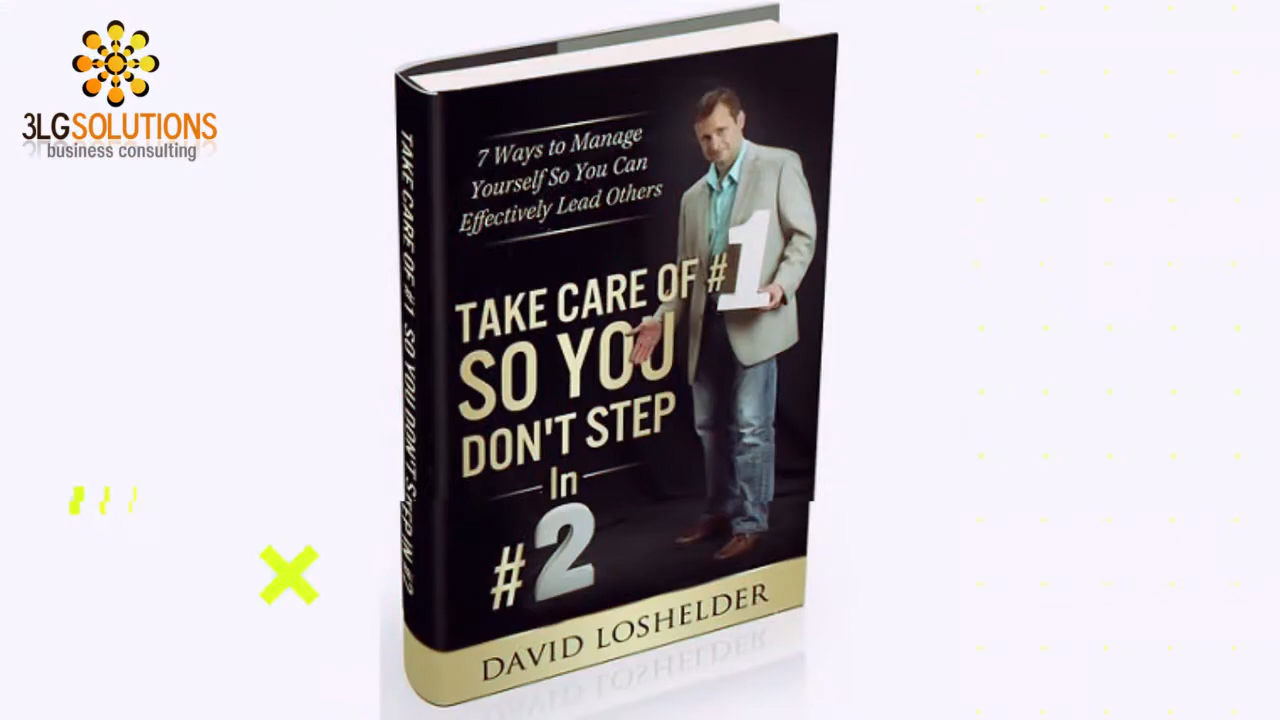 3LGSOLUTIONS
business consulting
7 Ways to Manage
Yourself So You Can
Effectively Lead Others
TAKE CARE OF #1
SO YOU
DON'T STEP
In
#2
DAVID LOSHELDER
TAKE CARE OF #1 SO YOU DON'T STEP IN #2